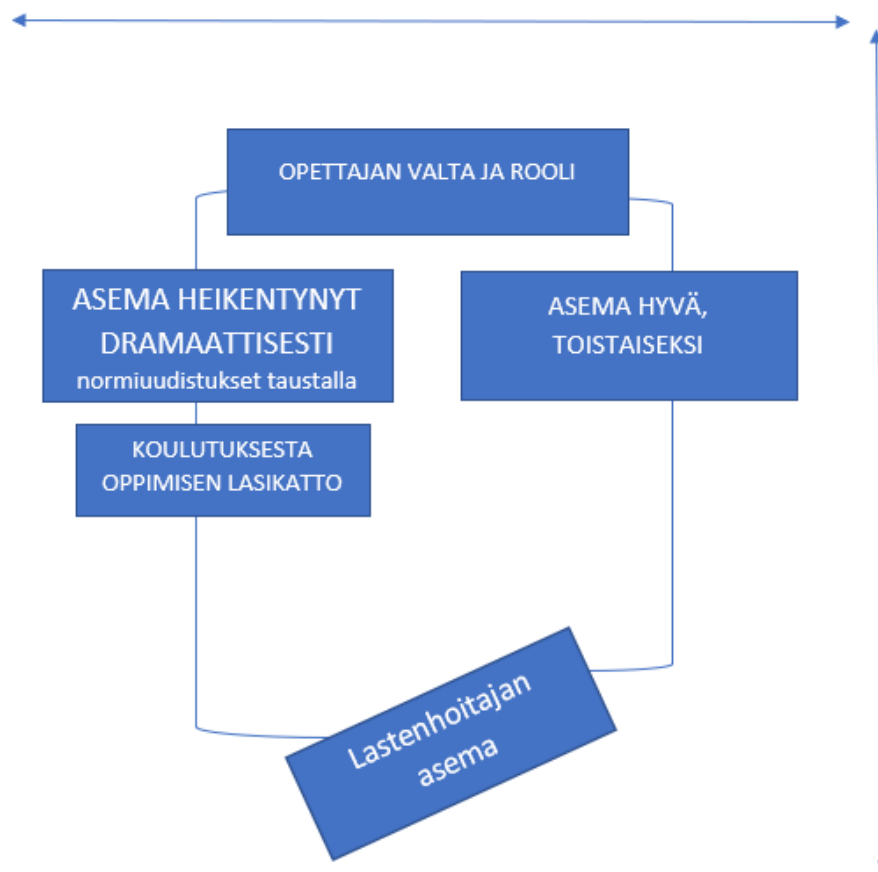 OPETTAJAN VALTA JA ROOLI
ASEMA HEIKENTYNYT
DRAMAATTISESTI
normiuudistukset taustalla
ASEMA HYVÄ,
TOISTAISEKSI
KOULUTUKSESTA
OPPIMISEN LASIKATTO
Lastenhoitajan
asema